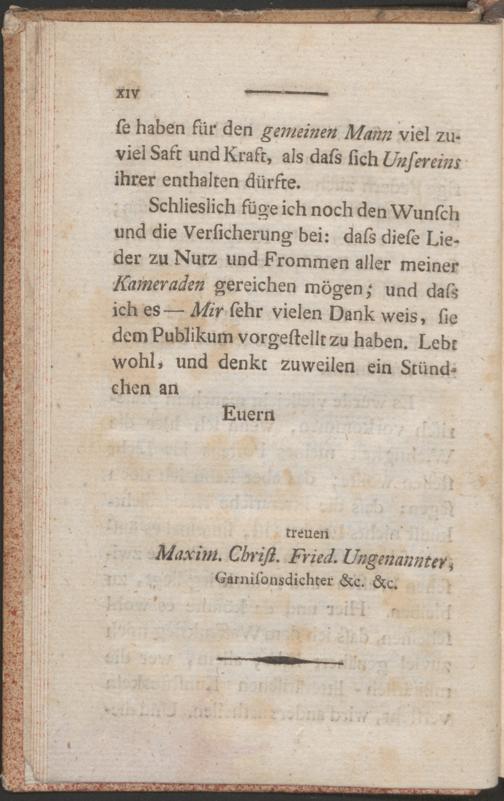 XIV
ſe haben für den gemeinen Mann viel zu-
viel Saft und Kraft, als daſs ſich Unſereins
ihrer enthalten dürfte.
Schlieslich füge ich noch den Wunſch
und die Verſicherung bei: daſs dieſe Lie-
der zu Nutz und Frommen aller meiner
Kameraden gereichen mögen; und daſs
ich es — Mir ſehr vielen Dank weis, ſie
dem Publikum vorgeſtellt zu haben. Lebt
wohl, und denkt zuweilen ein Stünd-
chen an
Euern
treuen
Maxim. Chriſt. Fried. Ungenannter,
Garniſonsdichter &c. &c.